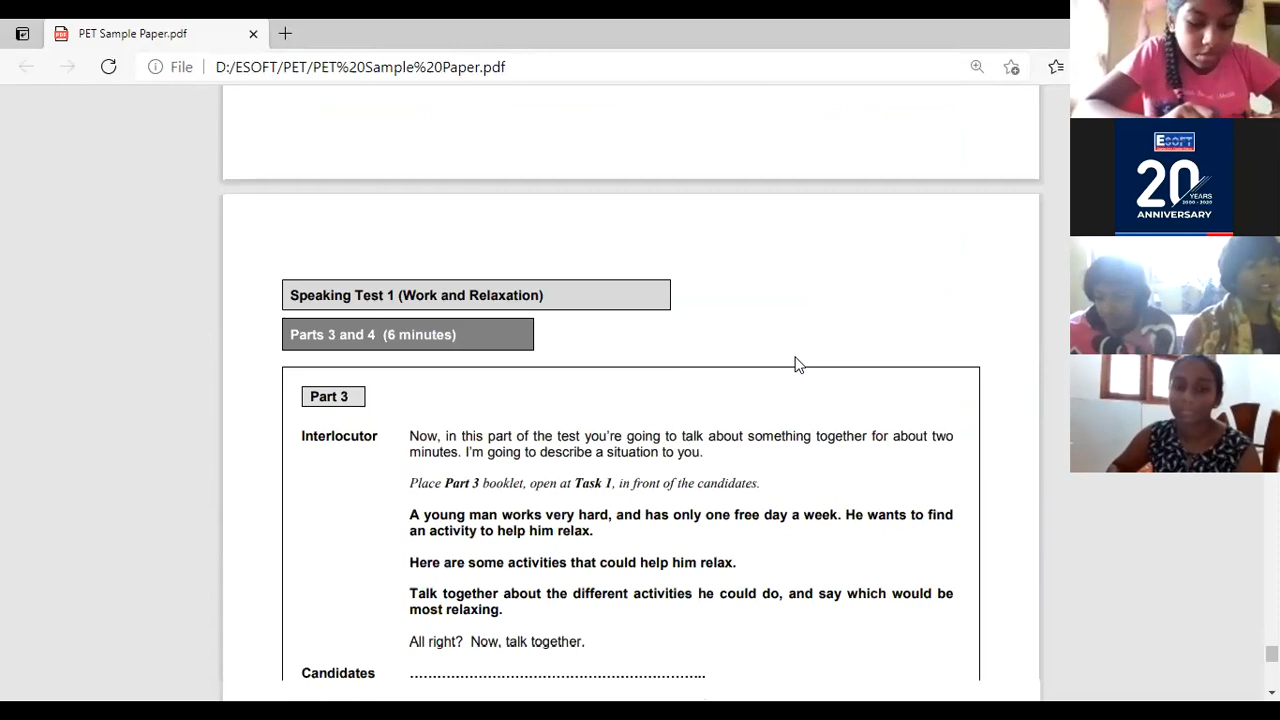 PET Sample Paper.pdf
File
D:/ESOFT/PET/PET%20Sample%20Paper.pdf
Speaking Test 1 (Work and Relaxation)
Parts 3 and 4 (6 minutes)
Part 3
Interlocutor
Now, in this part of the test you're going to talk about something together for about two
minutes. I'm going to describe a situation to you.
Place Part 3 booklet, open at Task 1, in front of the candidates.
A young man works very hard, and has only one free day a week. He wants to find
an activity to help him relax.
Here are some activities that could help him relax.
Talk together about the different activities he could do, and say which would be
most relaxing.
All right? Now, talk together.
Candidates
………………………………………………………..
ESOFT
20
YEARS
2000 - 2020
ANNIVERSARY